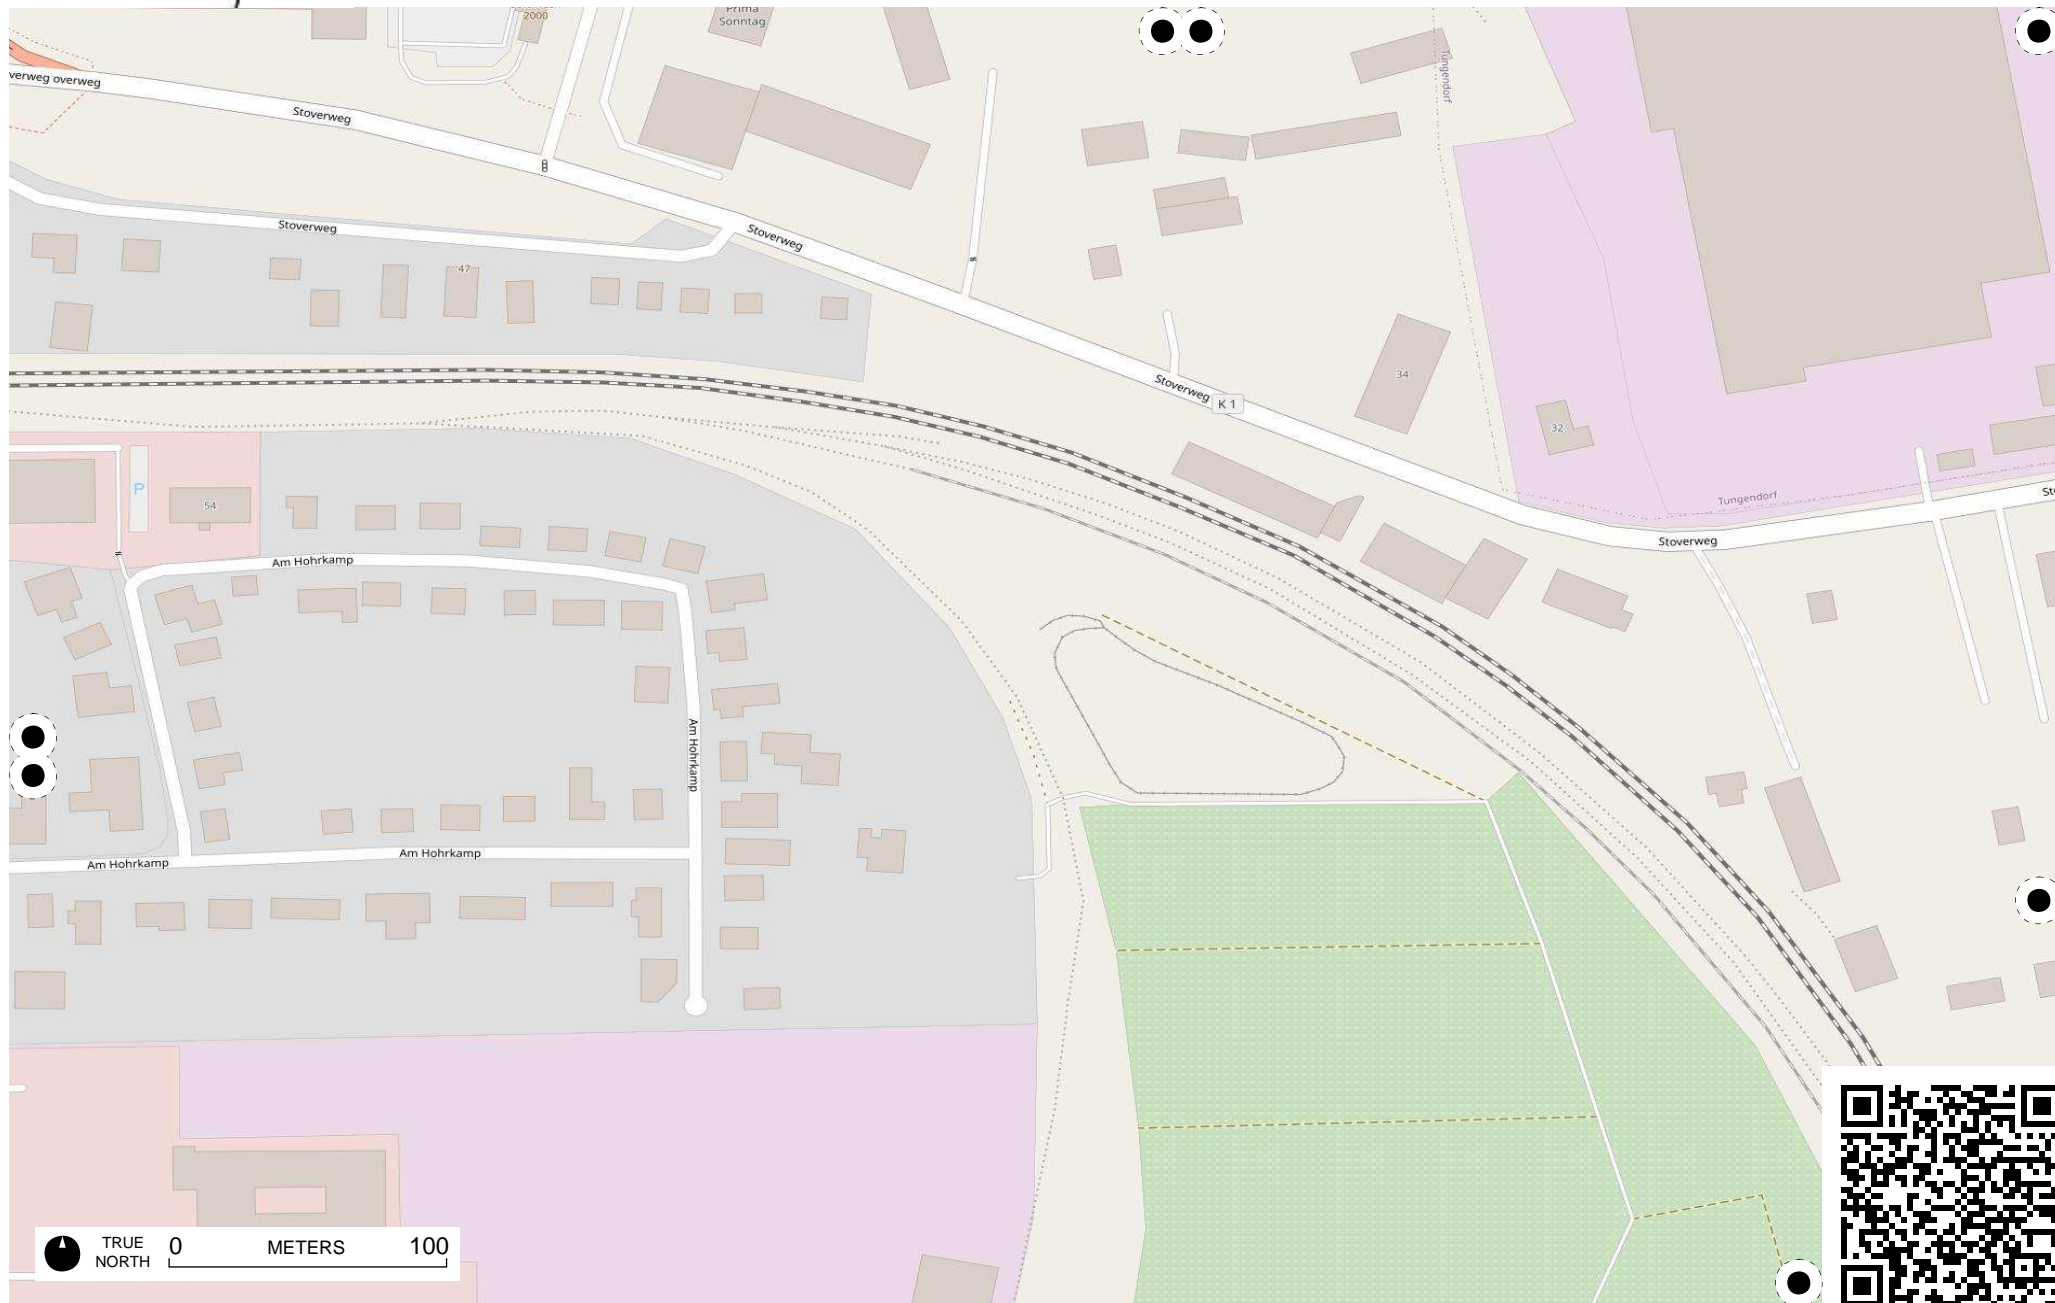 2000
Prima
Sonntag
verweg overweg
Stoverweg
Tungendorf
Stoverweg
Stoverweg
47
Stoverweg
K 1
34
32
Tungendorf
Stoverweg
P
54
Am Hohrkamp
Am Hohrkamp
Am Hohrkamp
Am Hohrkamp
TRUE
NORTH
0 METERS 100